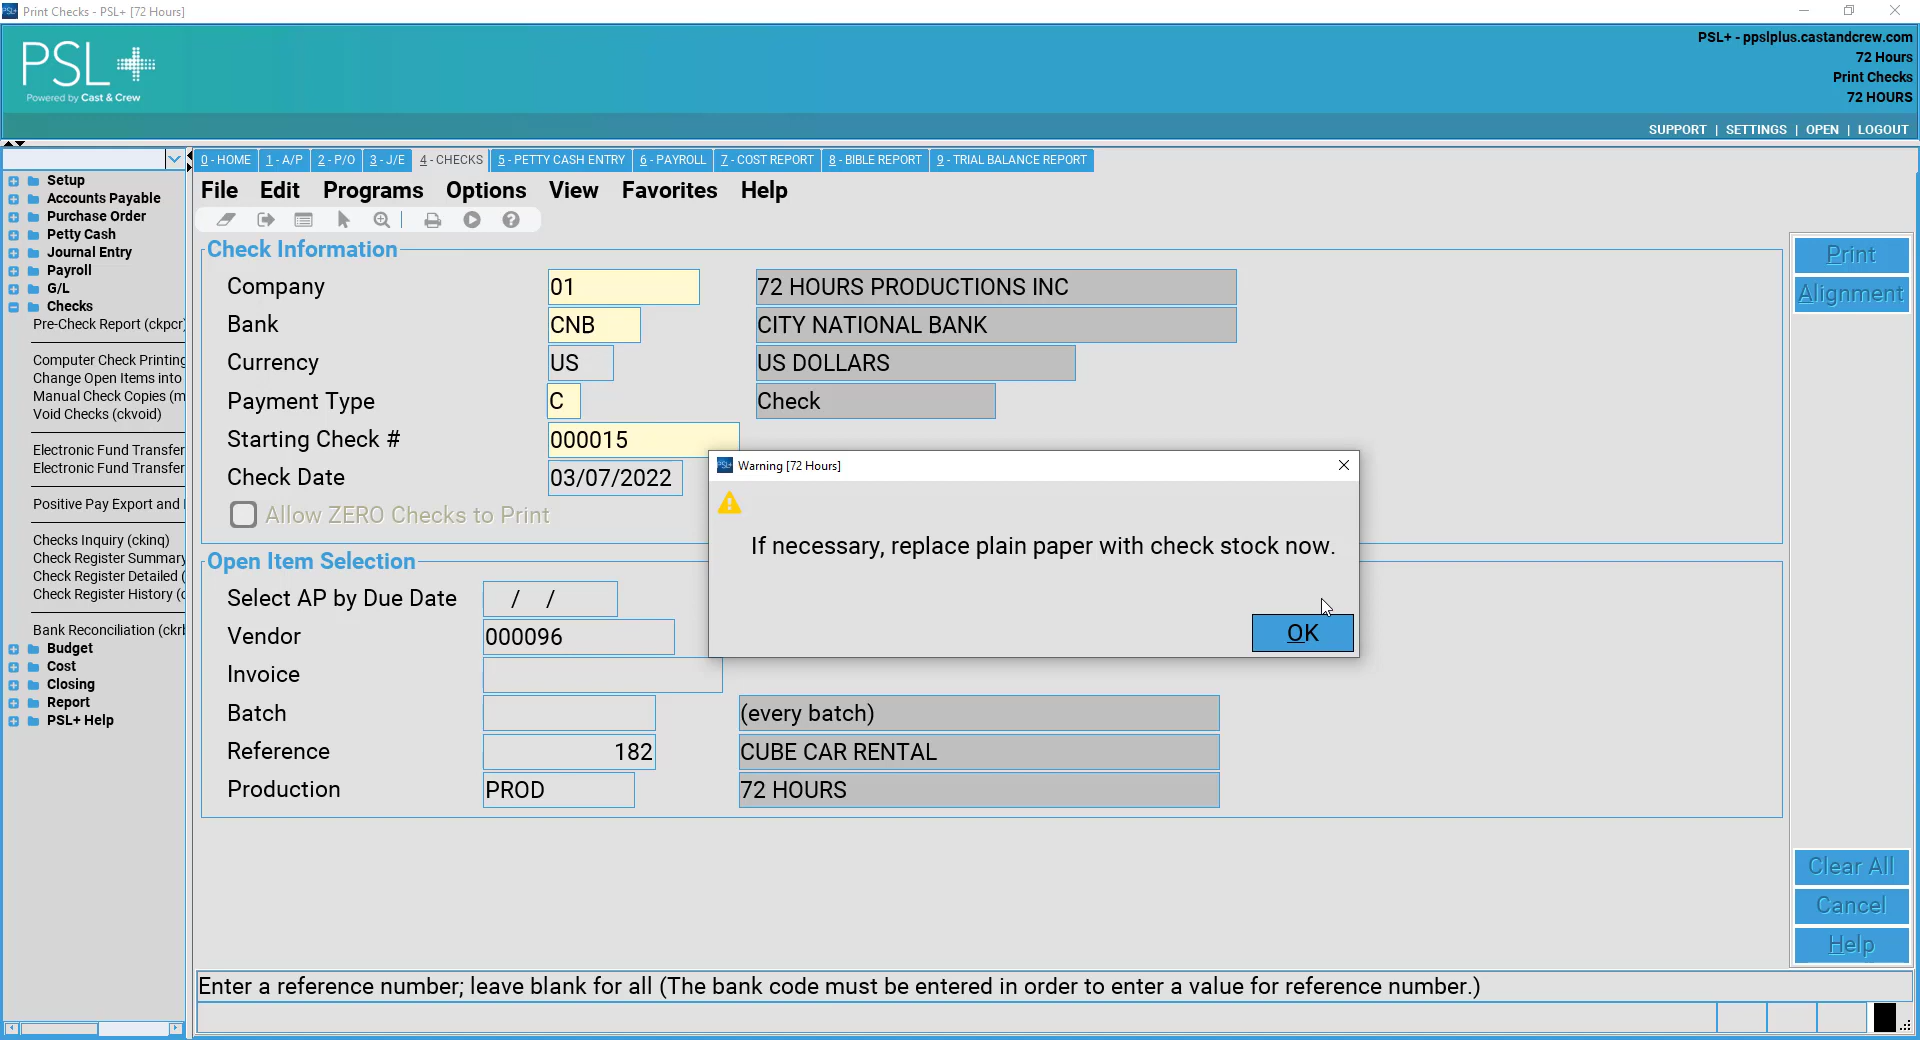 Print Checks - PSL+ [72 Hours]
PSL+
Powered by Cast & Crew
PSL+ - ppslplus.castandcrew.com
72 Hours
Print Checks
72 HOURS
SUPPORT | SETTINGS | OPEN | LOGOUT
0 - HOME 1 - A/P 2 - P/O 3 - J/E 4 - CHECKS 5 - PETTY CASH ENTRY 6 - PAYROLL 7 - COST REPORT 8 - BIBLE REPORT 9 - TRIAL BALANCE REPORT
File Edit Programs Options View Favorites Help
Setup
Accounts Payable
Purchase Order
Petty Cash
Journal Entry
Payroll
G/L
Checks
Pre-Check Report (ckpcr)
Computer Check Printing
Change Open Items into
Manual Check Copies (m
Void Checks (ckvoid)
Electronic Fund Transfer
Electronic Fund Transfer
Positive Pay Export and
Checks Inquiry (ckinq)
Check Register Summary
Check Register Detailed (
Check Register History (c
Bank Reconciliation (ckrb
Budget
Cost
Closing
Report
PSL+ Help
Check Information
Company 01 72 HOURS PRODUCTIONS INC
Bank CNB CITY NATIONAL BANK
Currency US US DOLLARS
Payment Type C Check
Starting Check # 000015
Check Date 03/07/2022
Allow ZERO Checks to Print
Open Item Selection
Select AP by Due Date / /
Vendor 000096
Invoice
Batch (every batch)
Reference 182 CUBE CAR RENTAL
Production PROD 72 HOURS
Warning [72 Hours]
If necessary, replace plain paper with check stock now.
OK
Print
Alignment
Clear All
Cancel
Help
Enter a reference number; leave blank for all (The bank code must be entered in order to enter a value for reference number.)